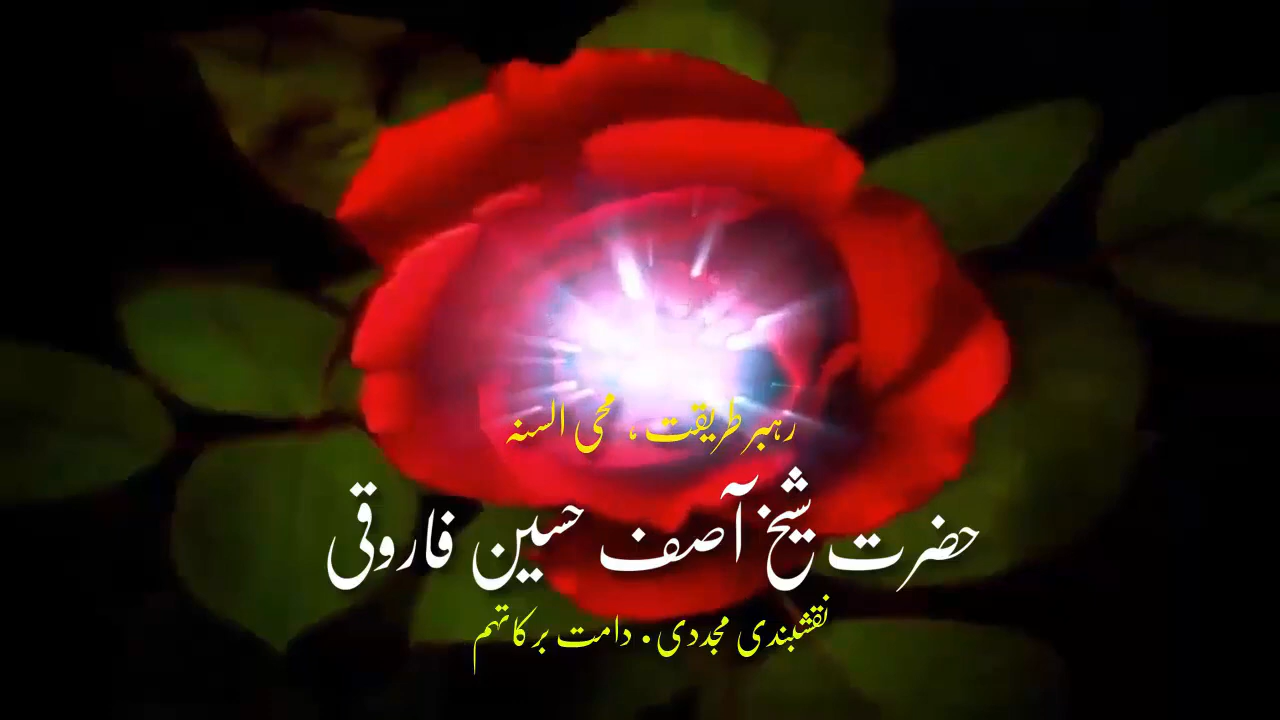 رہبر طریقت، محی السنہ
حضرت شیخ آصف حسین فاروقی
نقشبندی مجددی۔ دامت برکاتہم